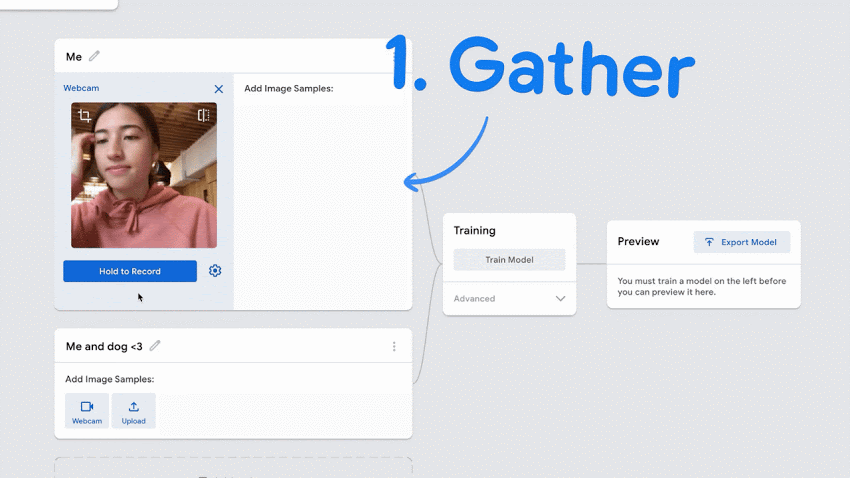 1. Gather
Me
Webcam
Add Image Samples:
Hold to Record
Training
Train Model
Advanced
Preview
Export Model
You must train a model on the left before
you can preview it here.
Me and dog <3
Add Image Samples:
Webcam
Upload